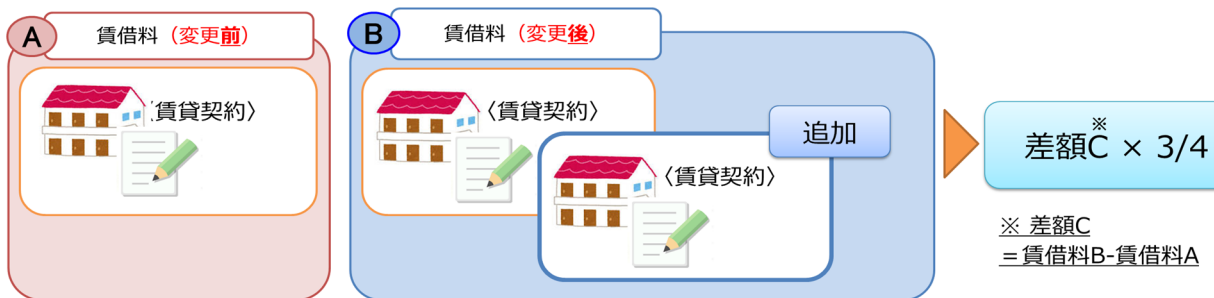 A
賃借料（変更前）
〈賃貸契約〉
B
賃借料（変更後）
〈賃貸契約〉
追加
〈賃貸契約〉
※
差額C × 3/4
※ 差額C
＝賃借料B-賃借料A